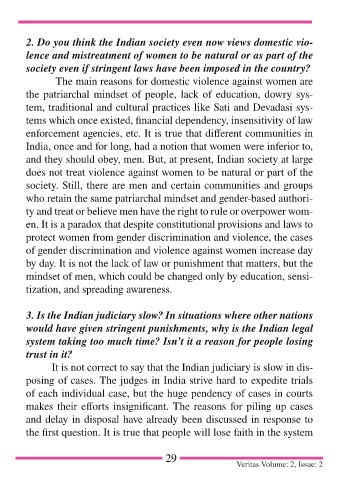 2. Do you think the Indian society even now views domestic vio-
lence and mistreatment of women to be natural or as part of the
society even if stringent laws have been imposed in the country?
The main reasons for domestic violence against women are
the patriarchal mindset of people, lack of education, dowry sys-
tem, traditional and cultural practices like Sati and Devadasi sys-
tems which once existed, financial dependency, insensitivity of law
enforcement agencies, etc. It is true that different communities in
India, once and for long, had a notion that women were inferior to,
and they should obey, men. But, at present, Indian society at large
does not treat violence against women to be natural or part of the
society. Still, there are men and certain communities and groups
who retain the same patriarchal mindset and gender-based authori-
ty and treat or believe men have the right to rule or overpower wom-
en. It is a paradox that despite constitutional provisions and laws to
protect women from gender discrimination and violence, the cases
of gender discrimination and violence against women increase day
by day. It is not the lack of law or punishment that matters, but the
mindset of men, which could be changed only by education, sensi-
tization, and spreading awareness.
3. Is the Indian judiciary slow? In situations where other nations
would have given stringent punishments, why is the Indian legal
system taking too much time? Isn't it a reason for people losing
trust in it?
It is not correct to say that the Indian judiciary is slow in dis-
posing of cases. The judges in India strive hard to expedite trials
of each individual case, but the huge pendency of cases in courts
makes their efforts insignificant. The reasons for piling up cases
and delay in disposal have already been discussed in response to
the first question. It is true that people will lose faith in the system
29
Veritas Volume: 2, Issue: 2